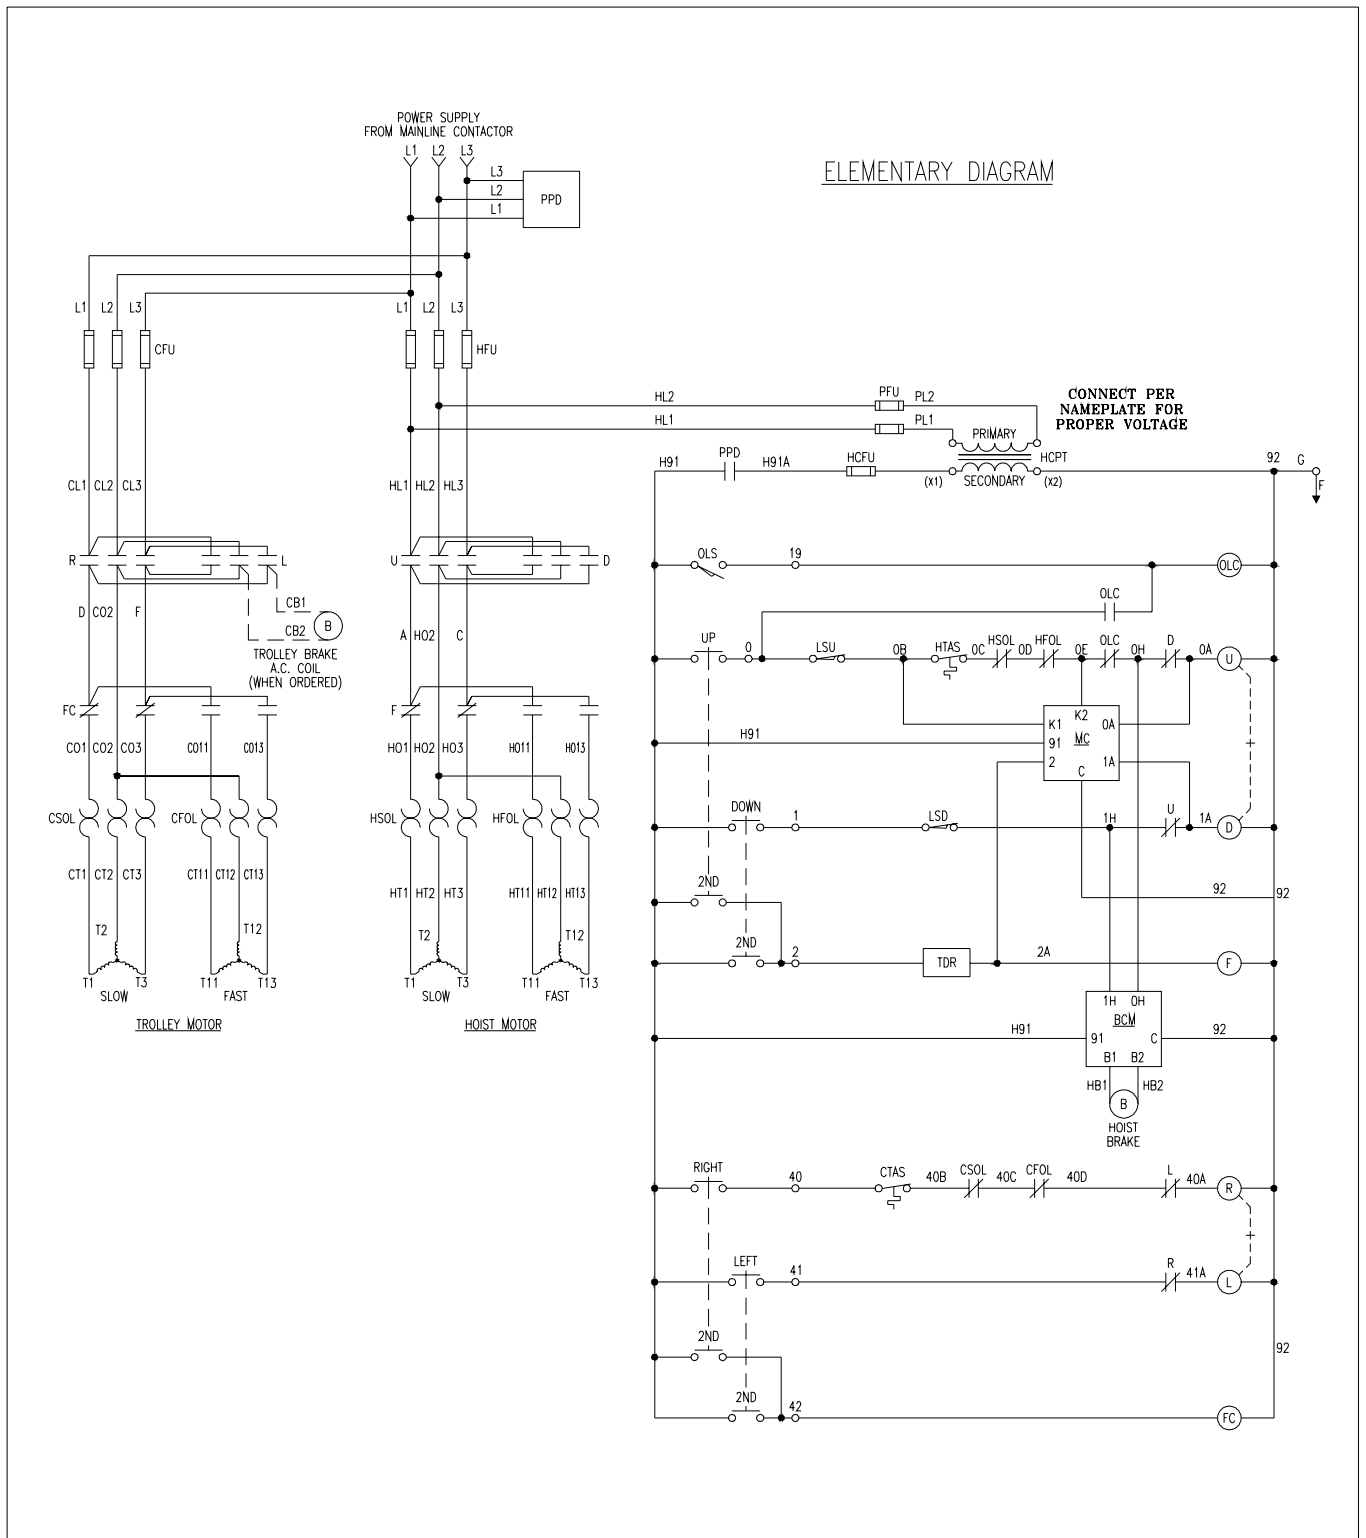 POWER SUPPLY
FROM MAINLINE CONTACTOR
L1 L2 L3
ELEMENTARY DIAGRAM
L3
L2
L1
PPD
L1 L2 L3
CFU
L1 L2 L3
HFU
HL2
PFU
PL2
CONNECT PER
NAMEPLATE FOR
PROPER VOLTAGE
HL1
PL1
PRIMARY
HCPT
H91
PPD
H91A
HCFU
(X1)
SECONDARY
(X2)
92
G
F
CL1 CL2 CL3
HL1 HL2 HL3
R
L
U
D
OLS
19
OLC
D CO2 F
CB1
CB2
B
TROLLEY BRAKE
A.C. COIL
(WHEN ORDERED)
A HO2 C
OLC
UP
0
LSU
0B
HTAS
0C
HSOL
0D
HFOL
0E
OLC
0H
D
0A
U
FC
F
K1
K2
0A
91
MC
2
1A
C
H91
CO1 CO2 CO3
CO11
CO13
HO1 HO2 HO3
HO11
HO13
CSOL
CFOL
HSOL
HFOL
DOWN
1
LSD
1H
U
1A
D
CT1 CT2 CT3
CT11 CT12 CT13
HT1 HT2 HT3
HT11 HT12 HT13
2ND
92
92
T2
T12
T2
T12
2ND
2
TDR
2A
F
T1 T3
T11 T13
T1 T3
T11 T13
SLOW
FAST
SLOW
FAST
TROLLEY MOTOR
HOIST MOTOR
H91
1H 0H
BCM
91 C
B1 B2
92
HB1
HB2
B
HOIST
BRAKE
RIGHT
40
CTAS
40B
CSOL
40C
CFOL
40D
L
40A
R
LEFT
41
R
41A
L
2ND
92
2ND
42
FC